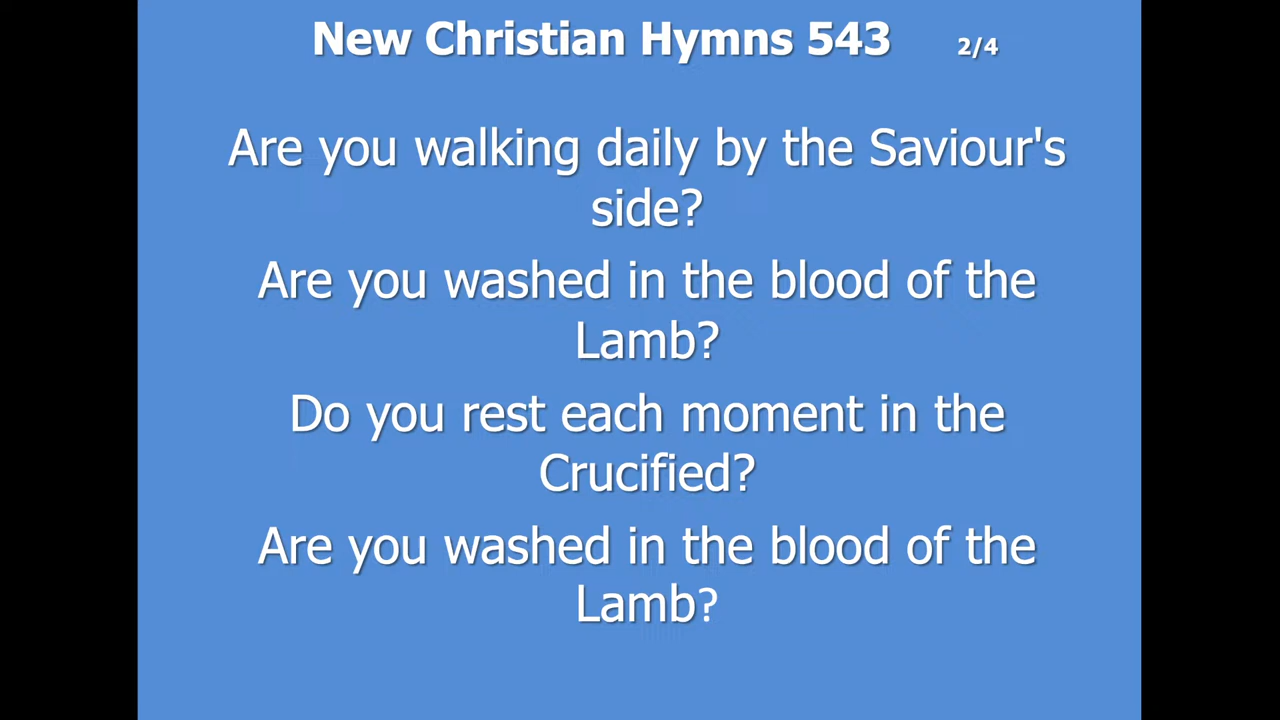 New Christian Hymns 543 2/4
Are you walking daily by the Saviour's
side?
Are you washed in the blood of the
Lamb?
Do you rest each moment in the
Crucified?
Are you washed in the blood of the
Lamb?